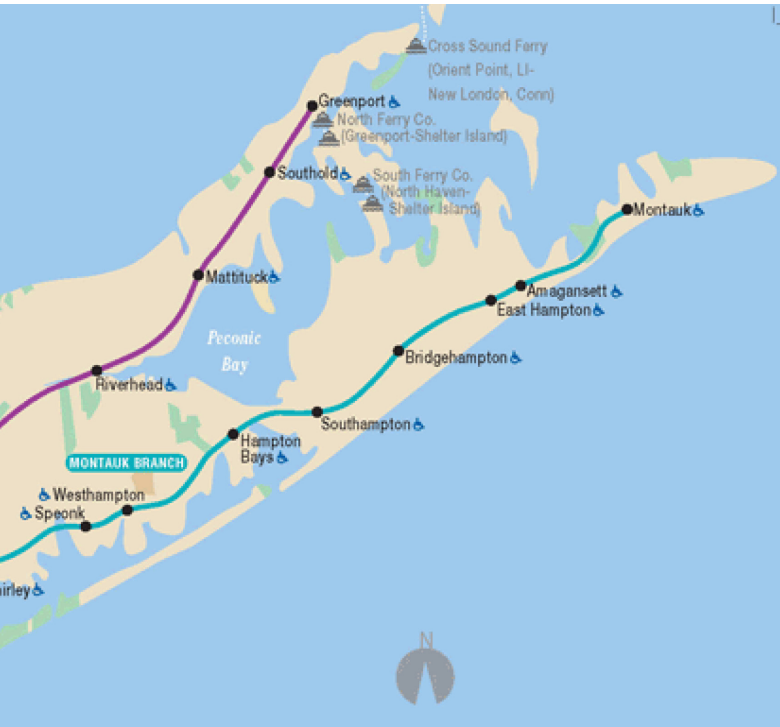 Cross Sound Ferry
(Orient Point, LI-
New London, Conn)
Greenport
North Ferry Co.
(Greenport-Shelter Island)
Southold
South Ferry Co.
(North Haven-
Shelter Island)
Montauk
Mattituck
Amagansett
East Hampton
Peconic
Bay
Bridgehampton
Riverhead
Southampton
Hampton
Bays
MONTAUK BRANCH
Westhampton
Speonk
irley
N